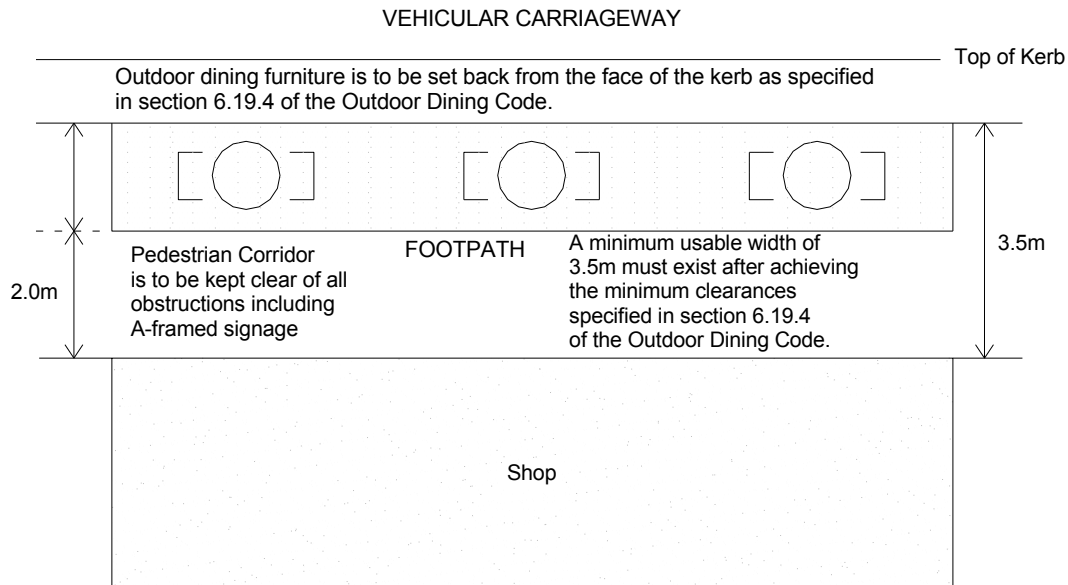 VEHICULAR CARRIAGEWAY
Top of Kerb
Outdoor dining furniture is to be set back from the face of the kerb as specified
in section 6.19.4 of the Outdoor Dining Code.
2.0m
Pedestrian Corridor
is to be kept clear of all
obstructions including
A-framed signage
FOOTPATH
A minimum usable width of
3.5m must exist after achieving
the minimum clearances
specified in section 6.19.4
of the Outdoor Dining Code.
3.5m
Shop